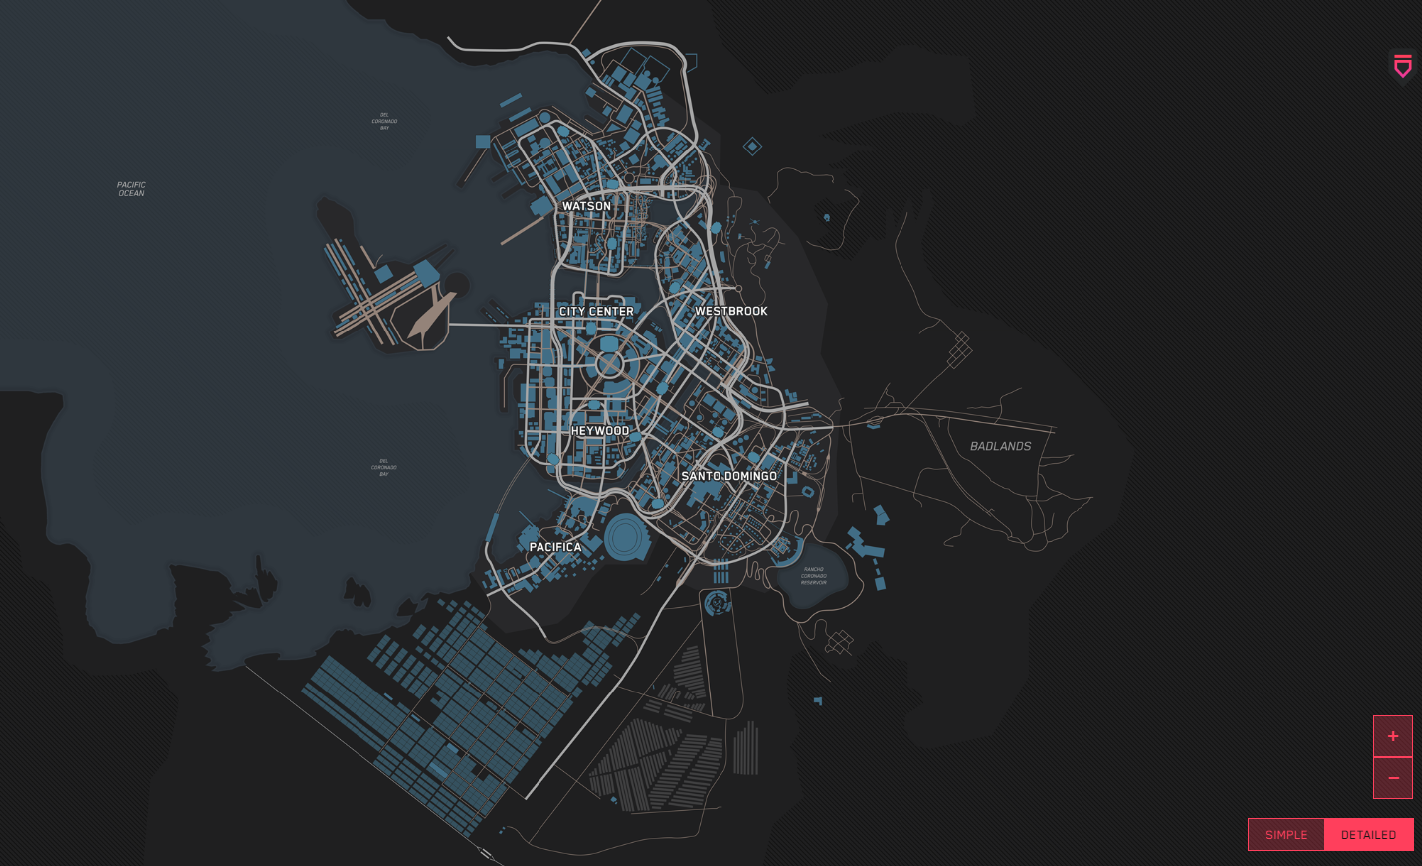 DEL
CORONADO
BAY
PACIFIC
OCEAN
WATSON
CITY CENTER
WESTBROOK
HEYWOOD
BADLANDS
DEL
CORONADO
BAY
SANTO DOMINGO
PACIFICA
RANCHO
CORONADO
RESERVOIR
+
−
SIMPLE
DETAILED